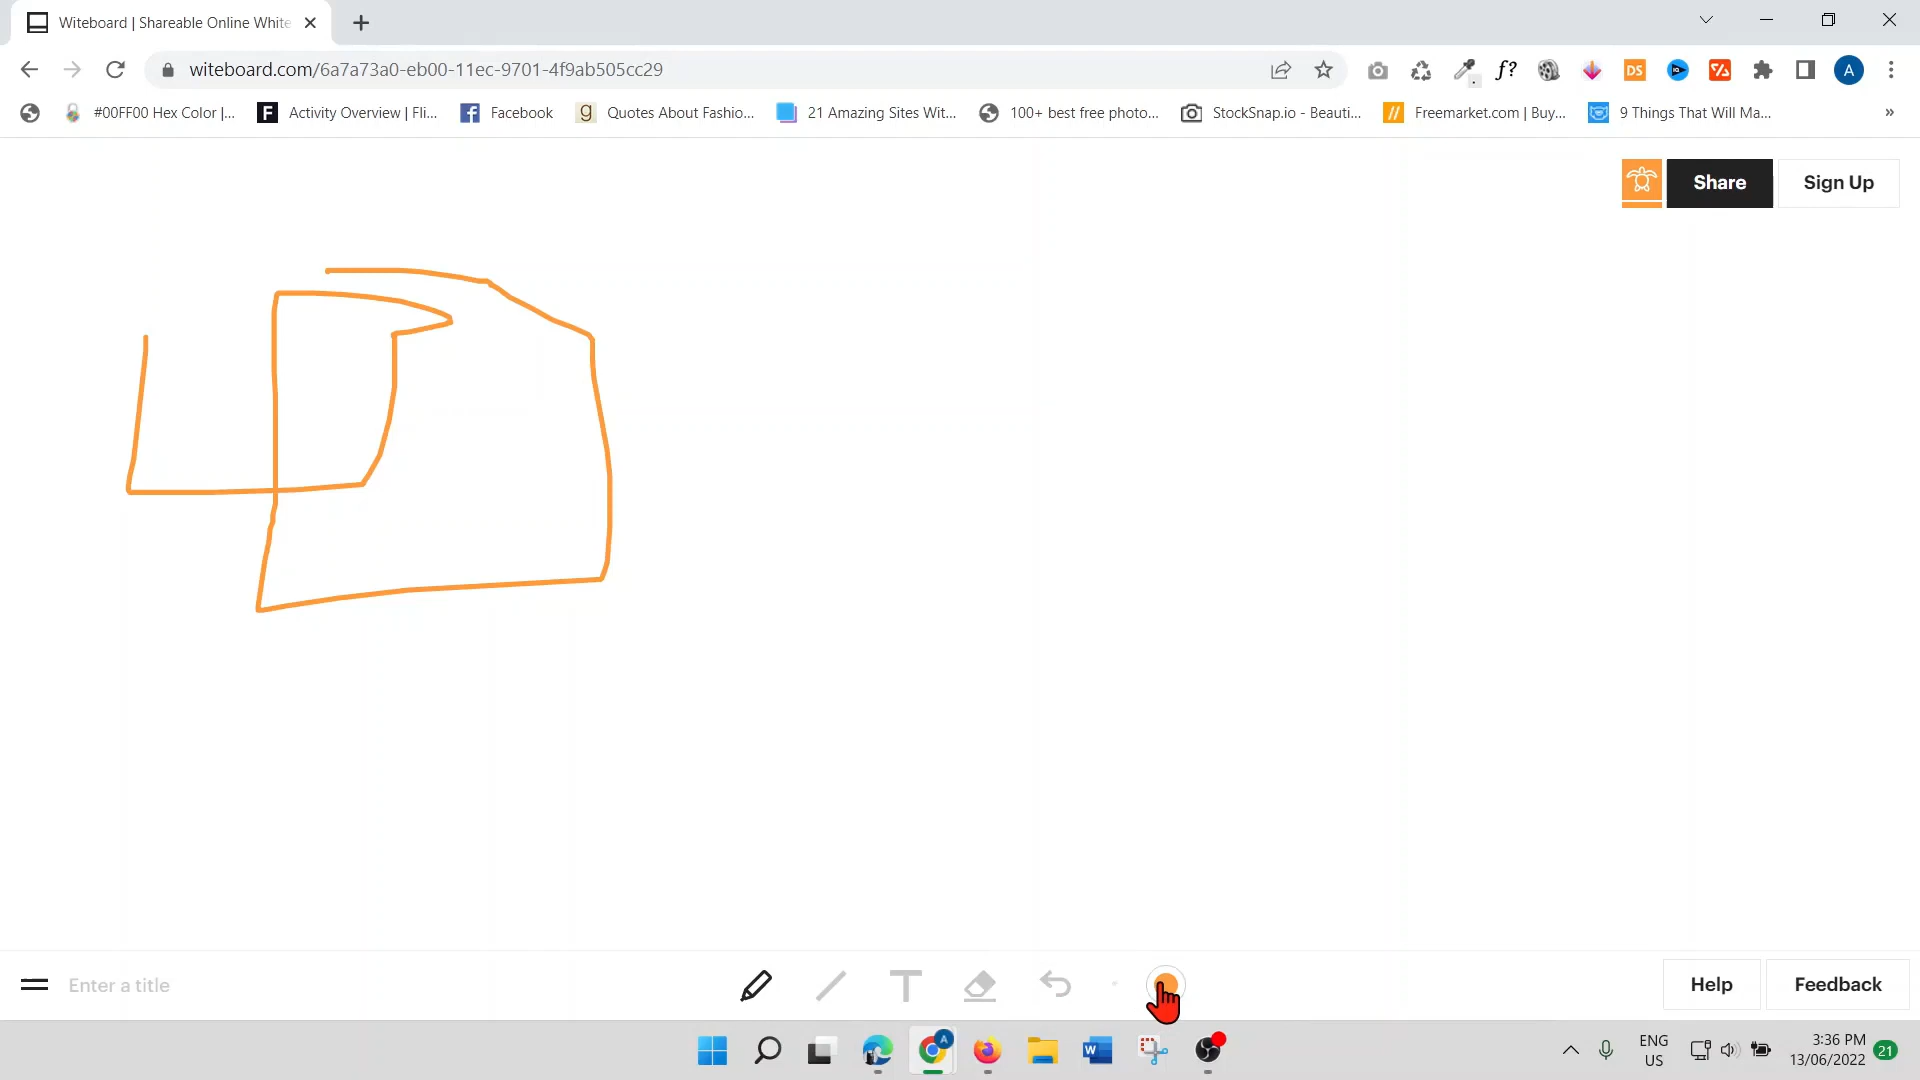 Witeboard | Shareable Online White
witeboard.com/6a7a73a0-eb00-11ec-9701-4f9ab505cc29
f?
DS
A
#00FF00 Hex Color |...
F
Activity Overview | Fli...
Facebook
g
Quotes About Fashio...
21 Amazing Sites Wit...
100+ best free photo...
StockSnap.io - Beauti...
Freemarket.com | Buy...
9 Things That Will Ma...
»
Share
Sign Up
Enter a title
T
Help
Feedback
A
W
ENG
US
3:36 PM
13/06/2022
21